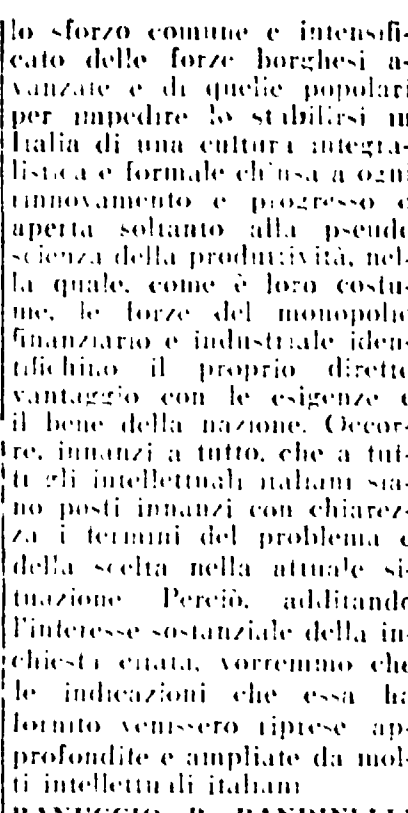 lo sforzo comune e intensifi-
cato delle forze borghesi a-
vanzate e di quelle popolari
per impedire lo stabilirsi in
Italia di una cultura integra-
listica e formale chiusa a ogni
rinnovamento e progresso e
aperta soltanto alla pseudo
scienza della produttività, nel-
la quale, come è loro costu-
me, le forze del monopolio
finanziario e industriale iden-
tifichino il proprio diretto
vantaggio con le esigenze e
il bene della nazione. Occor-
re, innanzi a tutto, che a tut-
ti gli intellettuali italiani sia-
no posti innanzi con chiarez-
za i termini del problema e
della scelta nella attuale si-
tuazione Perciò, additando
l'interesse sostanziale della in-
chiesta citata, vorremmo che
le indicazioni che essa ha
fornito venissero riprese ap-
profondite e ampliate da mol-
ti intellettuali italiani
RANUCCIO B. BANDINELLI